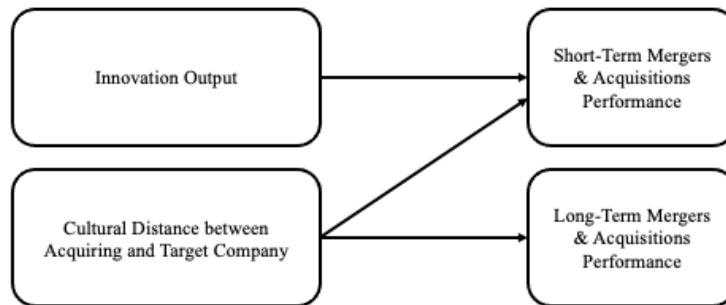 Innovation Output
Short-Term Mergers
& Acquisitions
Performance
Cultural Distance between
Acquiring and Target Company
Long-Term Mergers
& Acquisitions
Performance